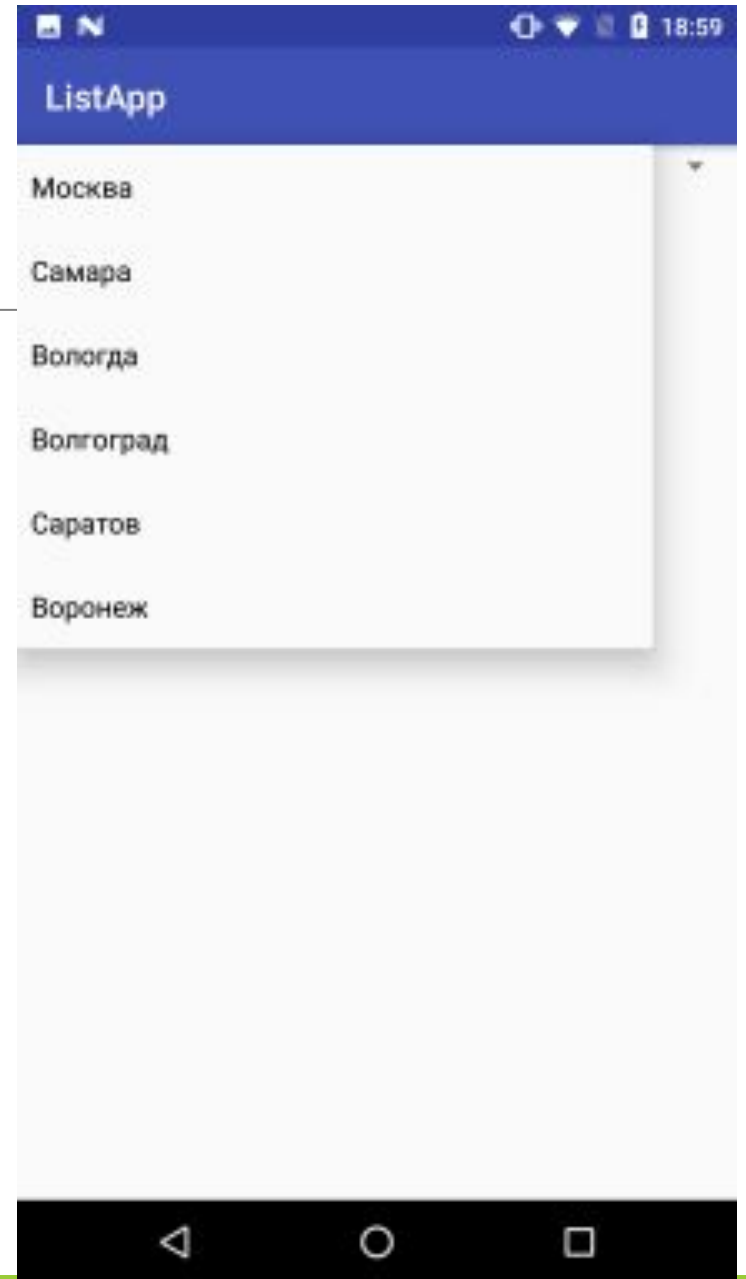 18:59
ListApp
Москва
Самара
Вологда
Волгоград
Саратов
Воронеж